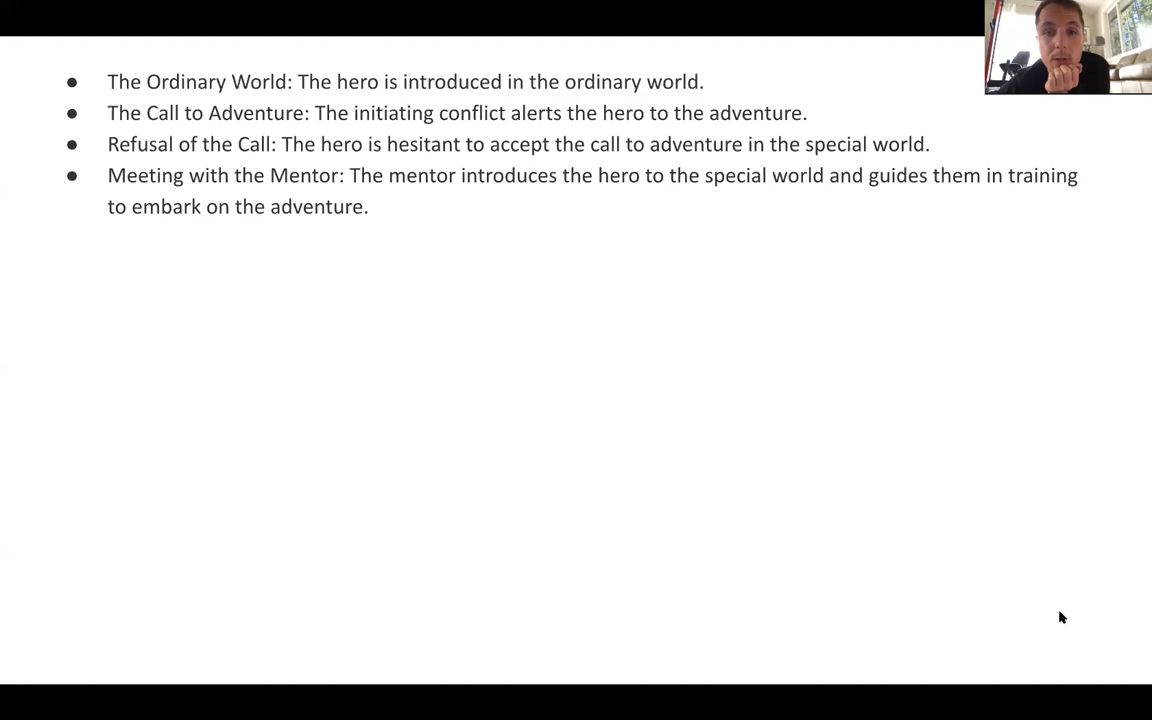 ● The Ordinary World: The hero is introduced in the ordinary world.
● The Call to Adventure: The initiating conflict alerts the hero to the adventure.
● Refusal of the Call: The hero is hesitant to accept the call to adventure in the special world.
● Meeting with the Mentor: The mentor introduces the hero to the special world and guides them in training
to embark on the adventure.